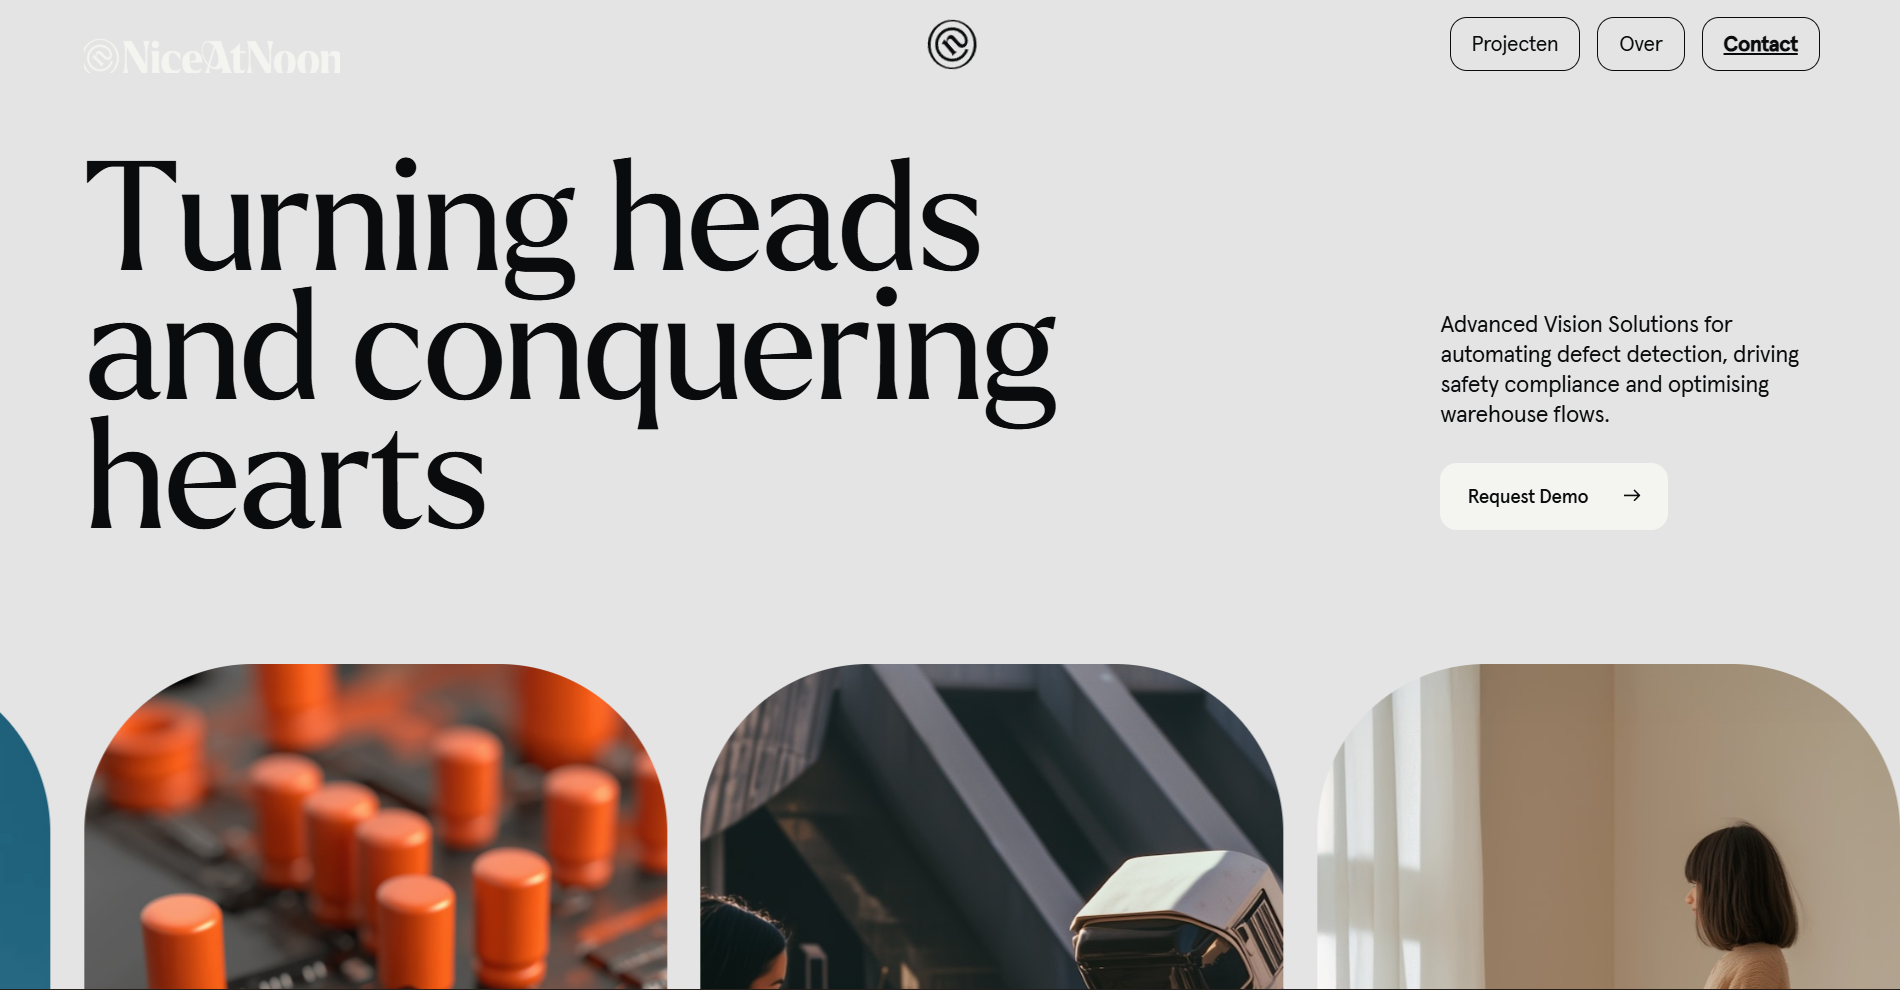 NiceAtNoon
Projecten
Over
Contact
Turning heads
and conquering
hearts
Advanced Vision Solutions for
automating defect detection, driving
safety compliance and optimising
warehouse flows.
Request Demo →